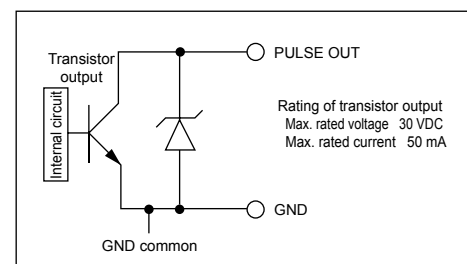 Transistor
output
Internal circuit
PULSE OUT
Rating of transistor output
Max. rated voltage 30 VDC
Max. rated current 50 mA
GND
GND common